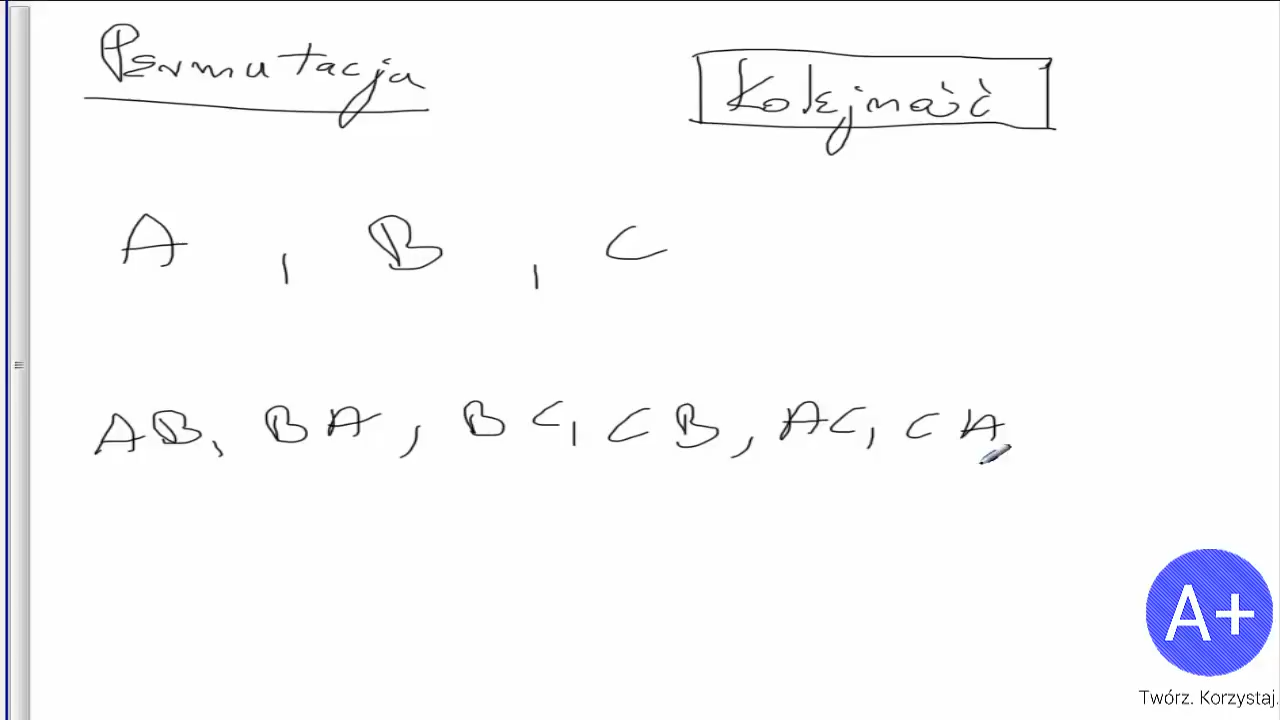 Permutacja
Kolejność
A , B , C
AB, BA, BC, CB, AC, CA
A+
Twórz. Korzystaj.